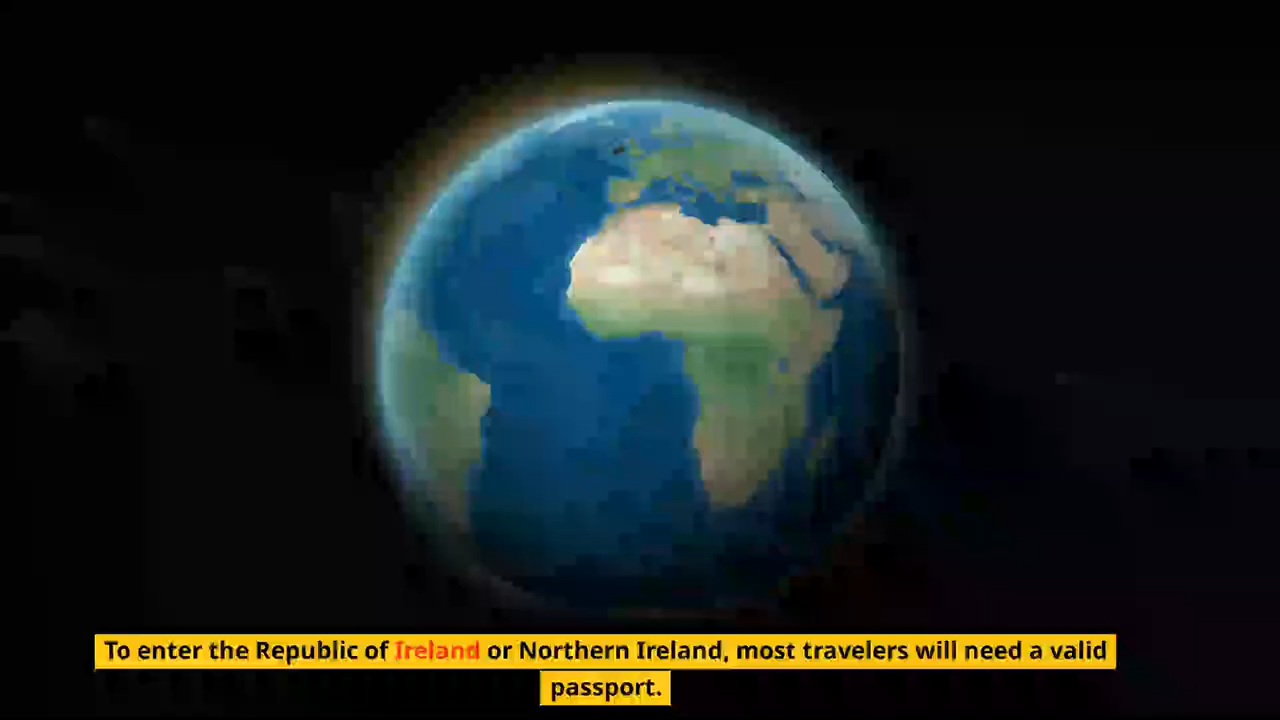 To enter the Republic of Ireland or Northern Ireland, most travelers will need a valid
passport.